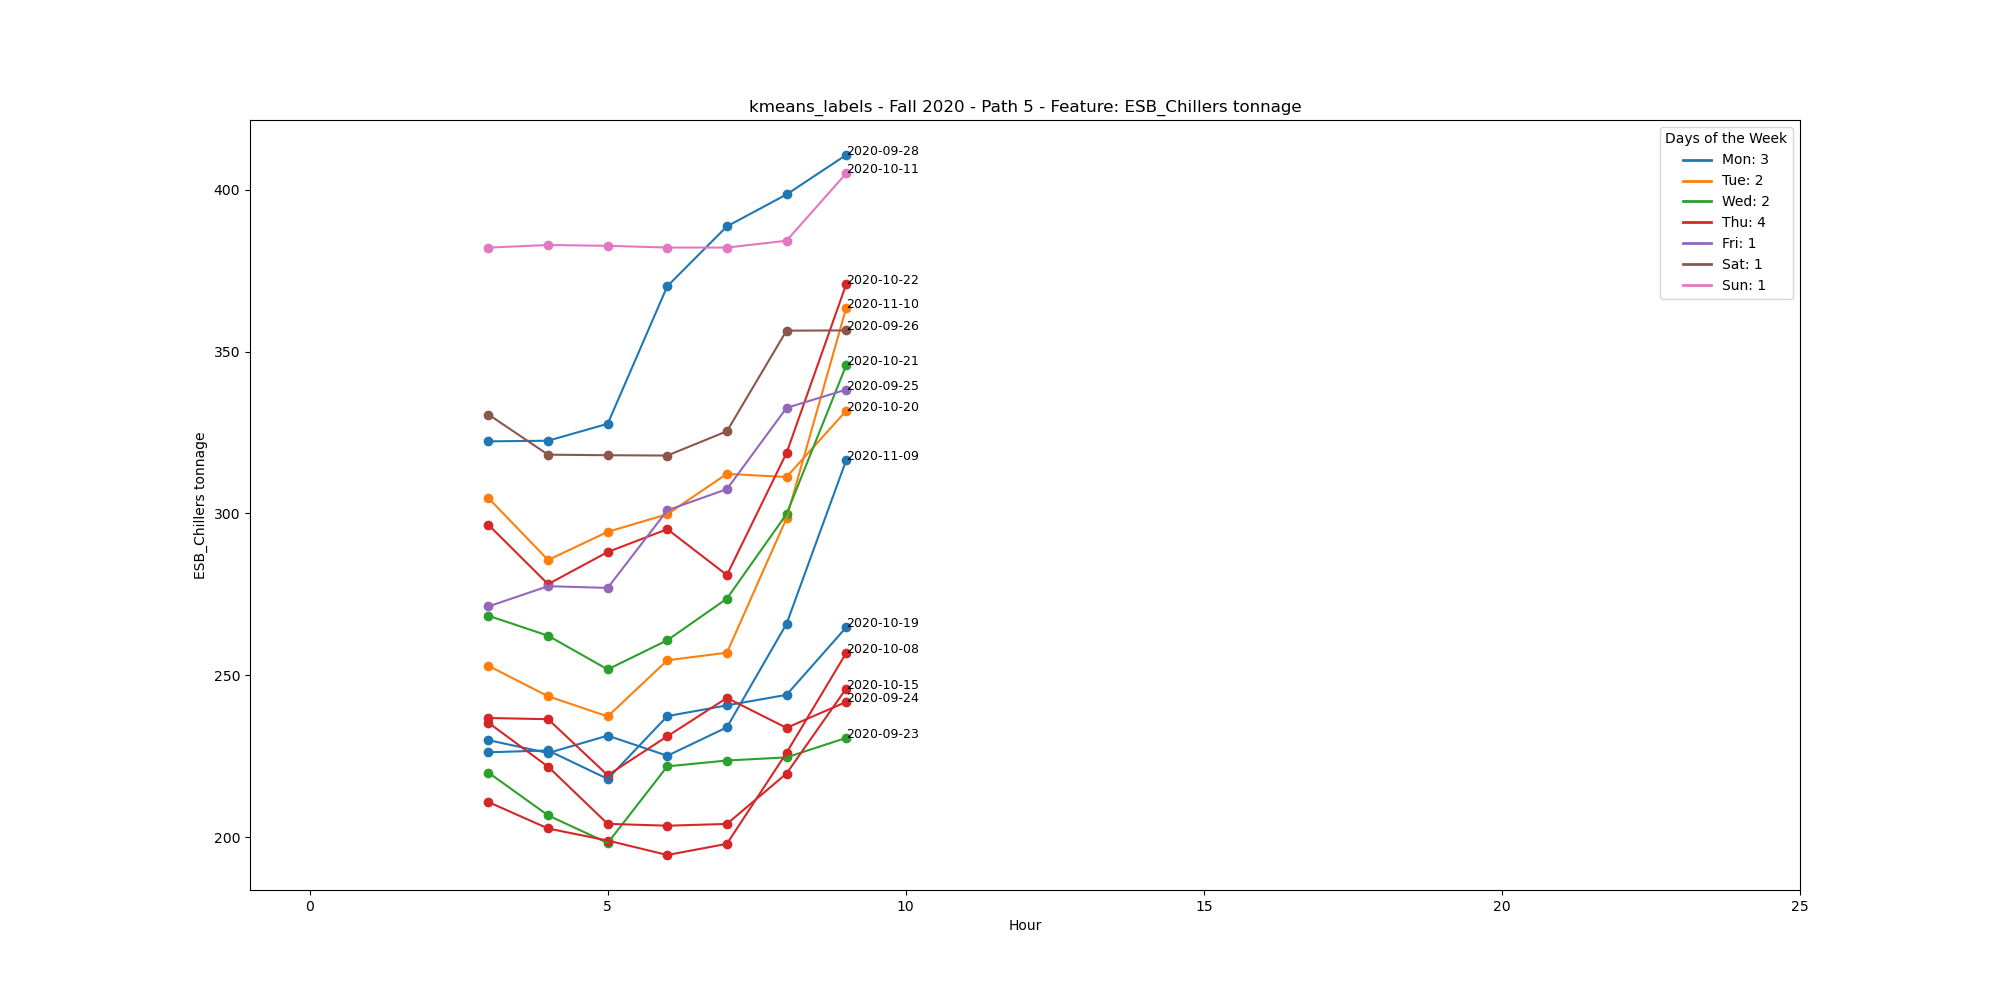 kmeans_labels - Fall 2020 - Path 5 - Feature: ESB_Chillers tonnage
Days of the Week
Mon: 3
Tue: 2
Wed: 2
Thu: 4
Fri: 1
Sat: 1
Sun: 1
2020-09-28
2020-10-11
2020-10-22
2020-11-10
2020-09-26
2020-10-21
2020-09-25
2020-10-20
2020-11-09
2020-10-19
2020-10-08
2020-10-15
2020-09-24
2020-09-23
400
350
300
250
200
ESB_Chillers tonnage
0 5 10 15 20 25
Hour